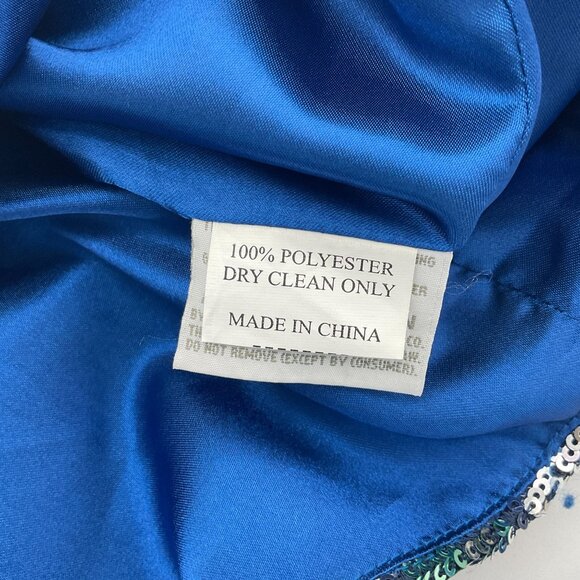 100% POLYESTER
DRY CLEAN ONLY
MADE IN CHINA
DO NOT REMOVE (EXCEPT BY CONSUMER).